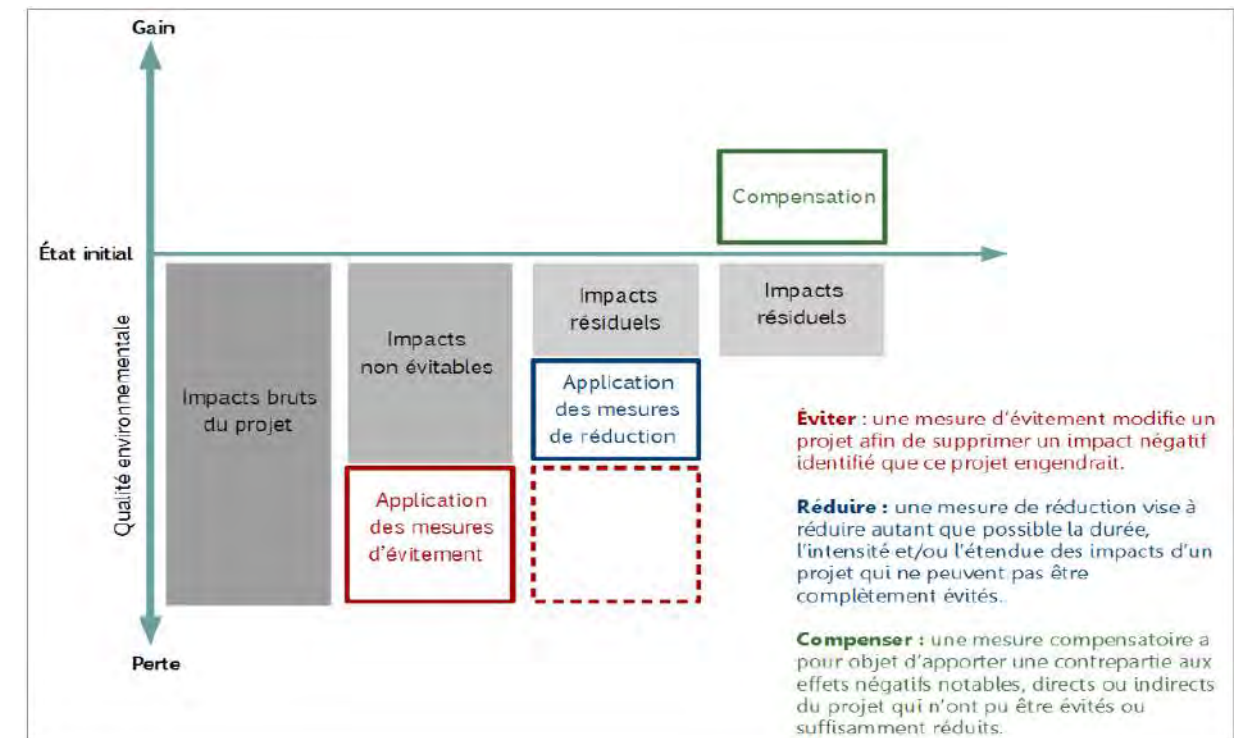 Gain
Compensation
État initial
Qualité environnementale
Impacts bruts
du projet
Impacts
non évitables
Application
des mesures
d'évitement
Impacts
résiduels
Application
des mesures
de réduction
Impacts
résiduels
Perte
Éviter : une mesure d'évitement modifie un
projet afin de supprimer un impact négatif
identifié que ce projet engendrait.
Réduire : une mesure de réduction vise à
réduire autant que possible la durée,
l'intensité et/ou l'étendue des impacts d'un
projet qui ne peuvent pas être
complètement évités.
Compenser : une mesure compensatoire a
pour objet d'apporter une contrepartie aux
effets négatifs notables, directs ou indirects
du projet qui n'ont pu être évités ou
suffisamment réduits.